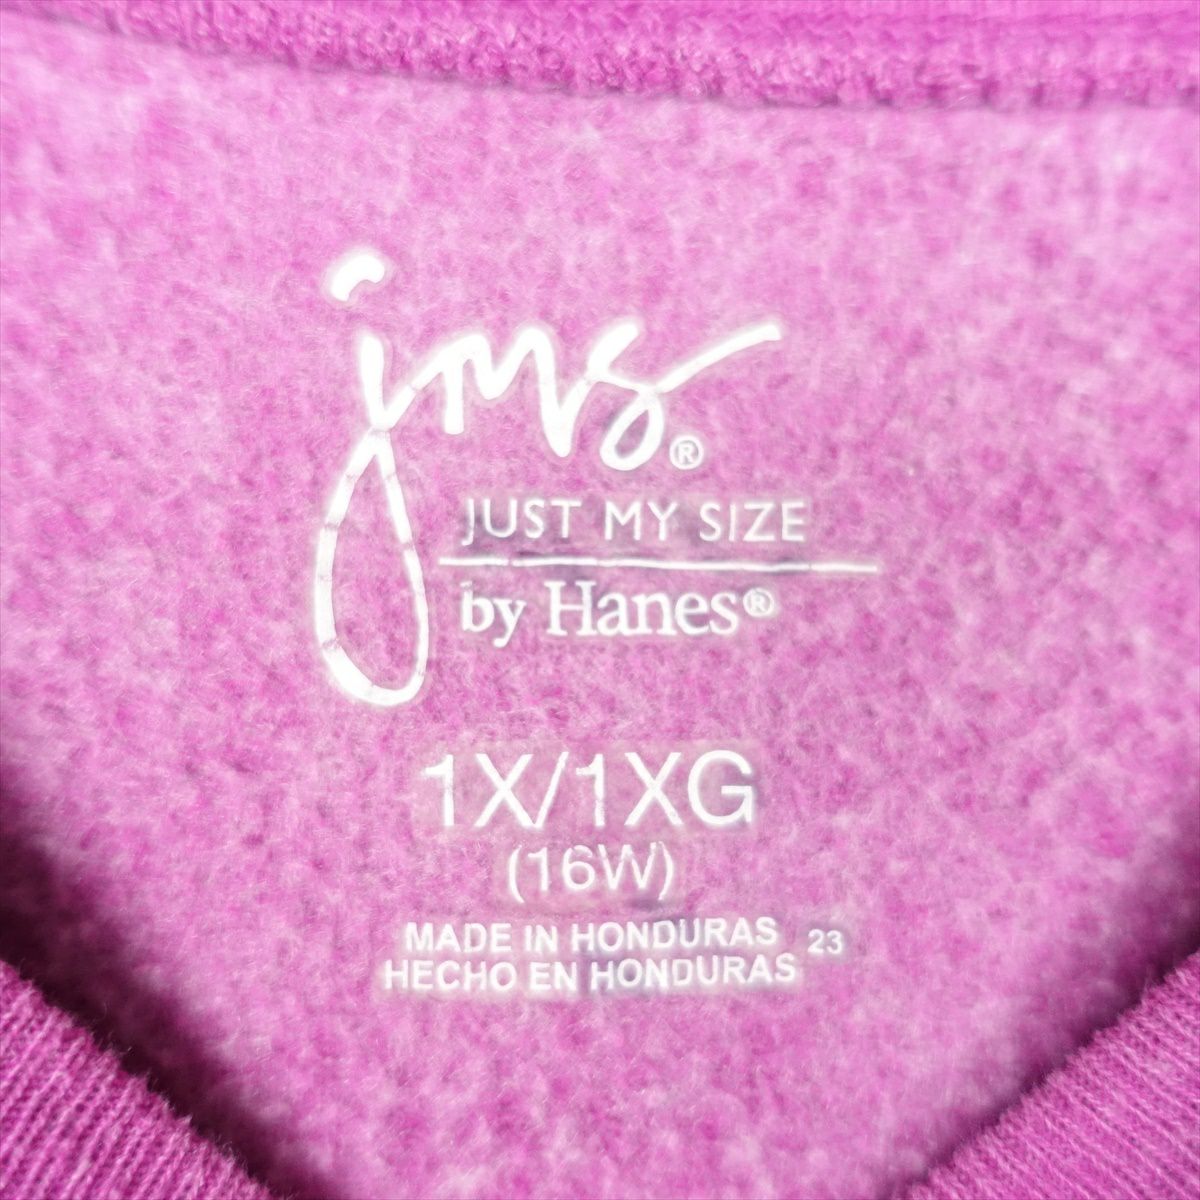 jms®
JUST MY SIZE
by Hanes®
1X/1XG
(16W)
MADE IN HONDURAS 23
HECHO EN HONDURAS